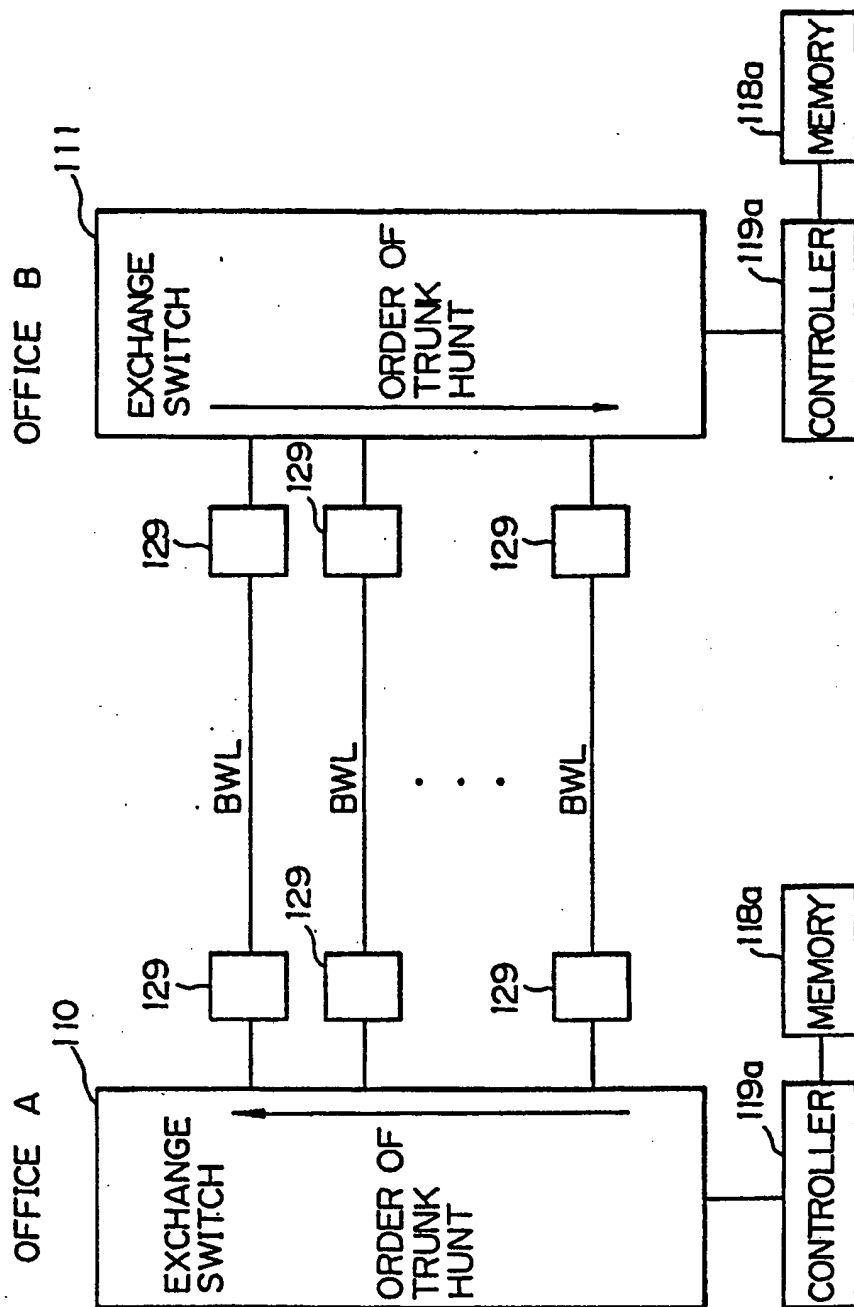 OFFICE A
OFFICE B
110
111
EXCHANGE
SWITCH
ORDER OF
TRUNK
HUNT
129
BWL
129
129
BWL
129
129
BWL
129
EXCHANGE
SWITCH
ORDER OF
TRUNK
HUNT
119a
118a
CONTROLLER
MEMORY
119a
118a
CONTROLLER
MEMORY